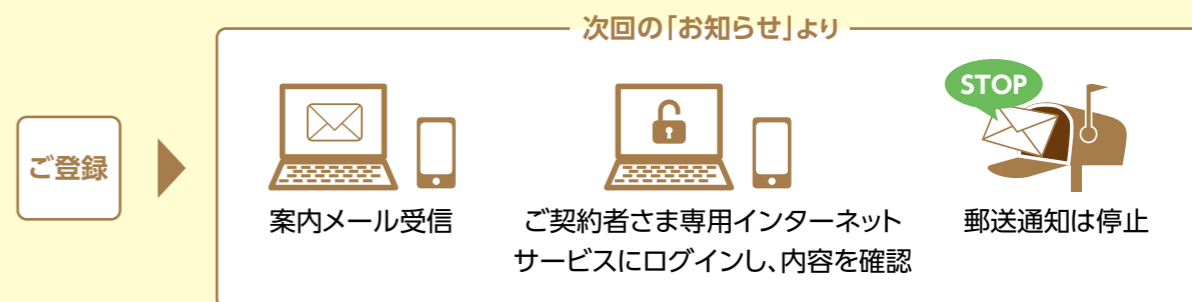 次回の「お知らせ」より
ご登録
案内メール受信
ご契約者さま専用インターネット
サービスにログインし、内容を確認
STOP
郵送通知は停止